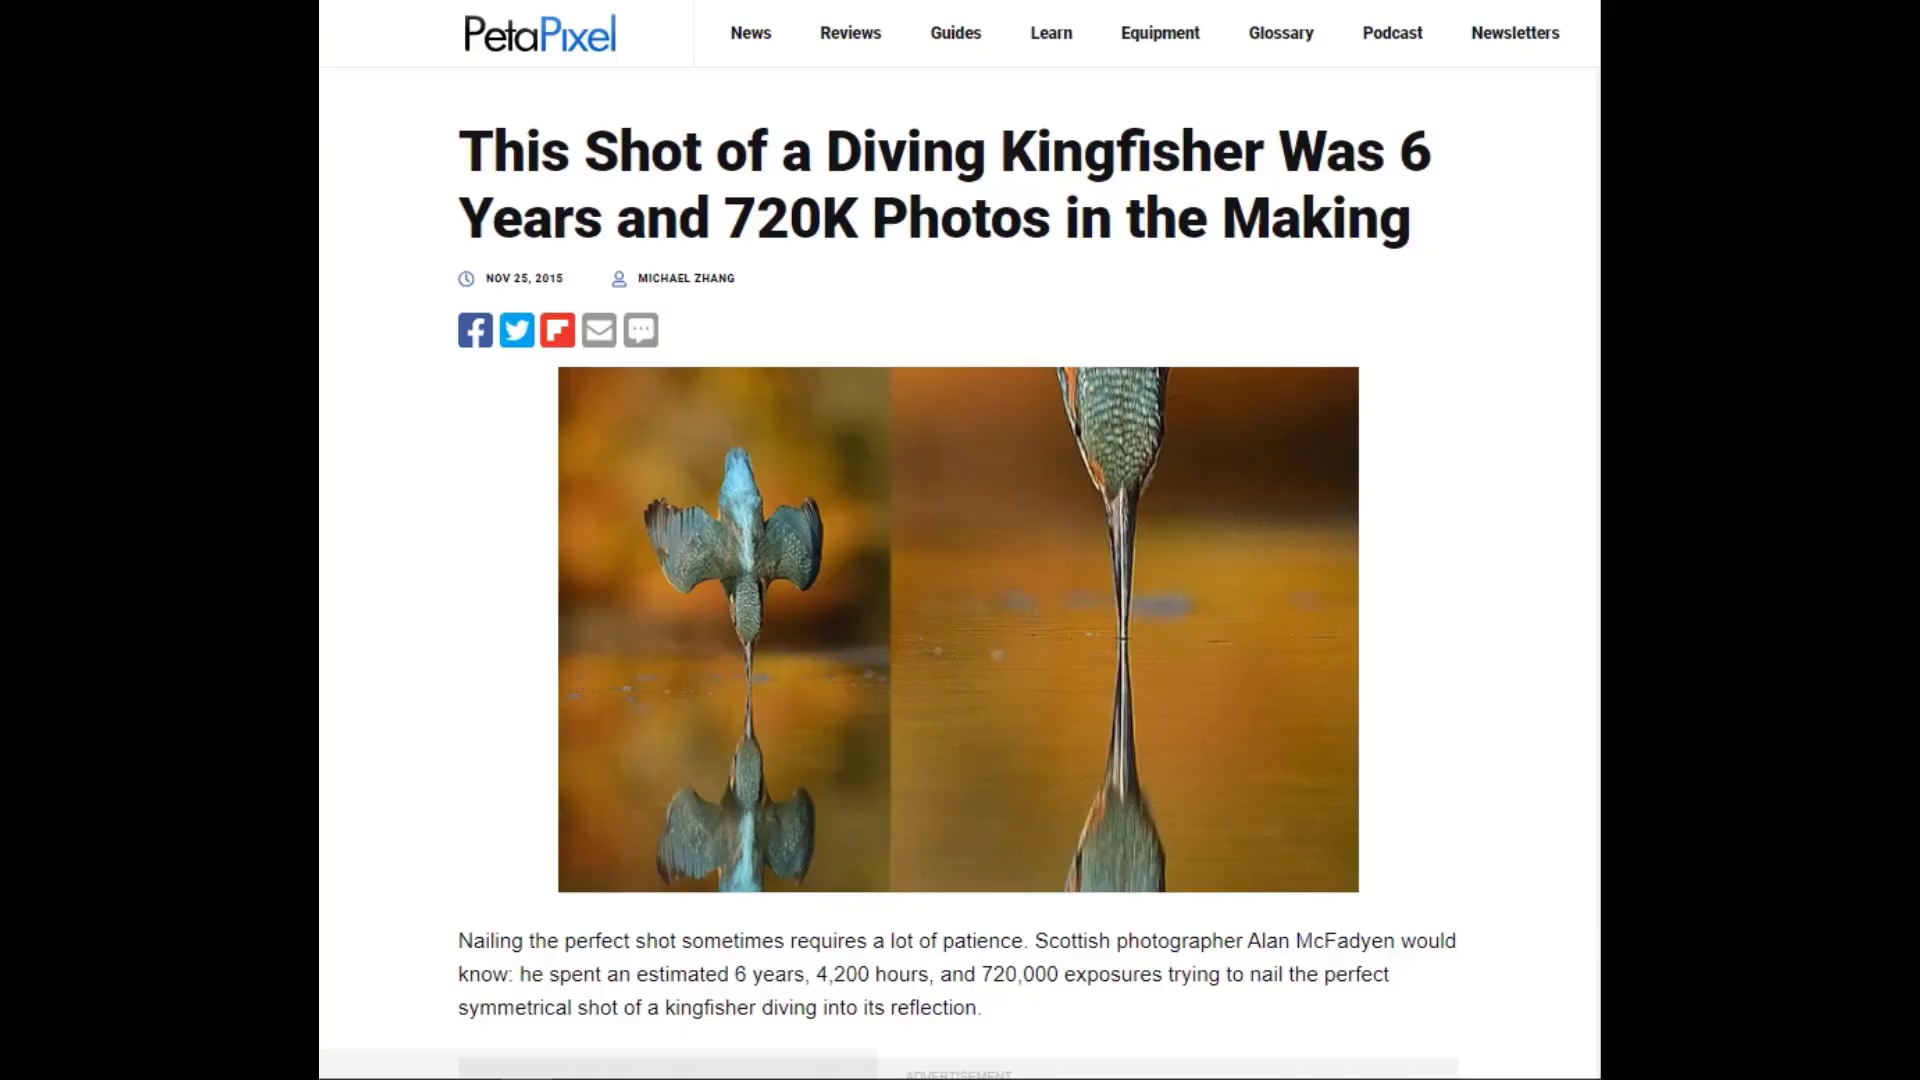 PetaPixel
News Reviews Guides Learn Equipment Glossary Podcast Newsletters
This Shot of a Diving Kingfisher Was 6
Years and 720K Photos in the Making
NOV 25, 2015 MICHAEL ZHANG
Nailing the perfect shot sometimes requires a lot of patience. Scottish photographer Alan McFadyen would
know: he spent an estimated 6 years, 4,200 hours, and 720,000 exposures trying to nail the perfect
symmetrical shot of a kingfisher diving into its reflection.
ADVERTISEMENT